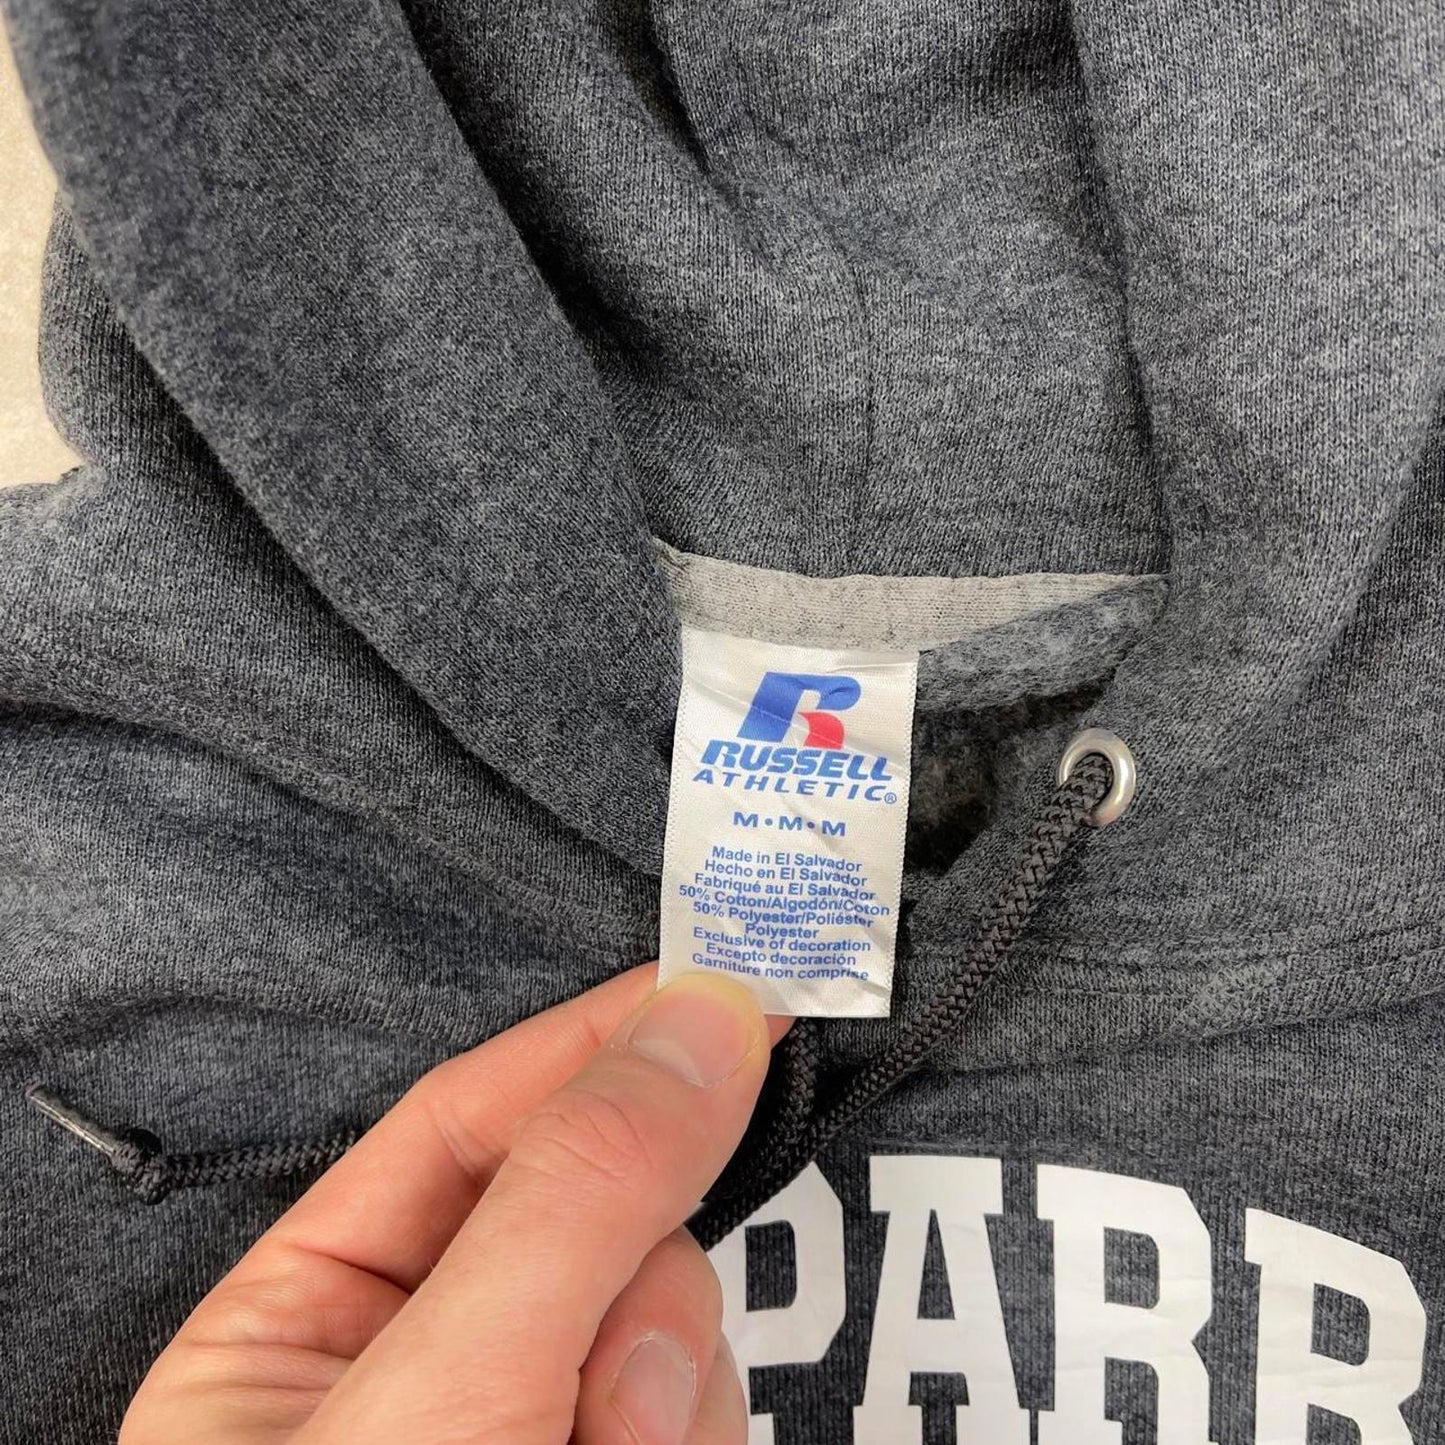 RUSSELL
ATHLETIC®
M•M•M
Made in El Salvador
Hecho en El Salvador
Fabriqué au El Salvador
50% Cotton/Algodón/Coton
50% Polyester/Poliéster
Polyester
Exclusive of decoration
Excepto decoración
Garniture non comprise
PARR